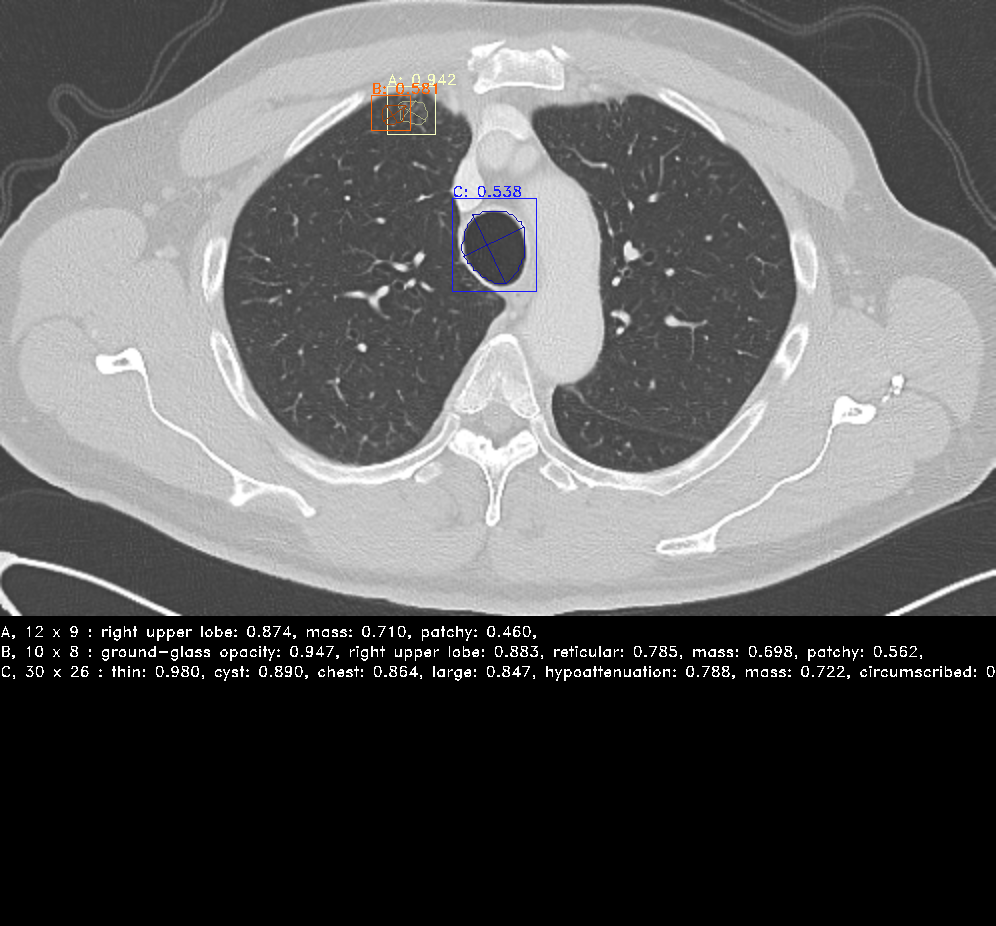 A: 0.942
B: 0.581
C: 0.538
A, 12 x 9 : right upper lobe: 0.874, mass: 0.710, patchy: 0.460,
B, 10 x 8 : ground-glass opacity: 0.947, right upper lobe: 0.883, reticular: 0.785, mass: 0.698, patchy: 0.562,
C, 30 x 26 : thin: 0.980, cyst: 0.890, chest: 0.864, large: 0.847, hypoattenuation: 0.788, mass: 0.722, circumscribed: 0